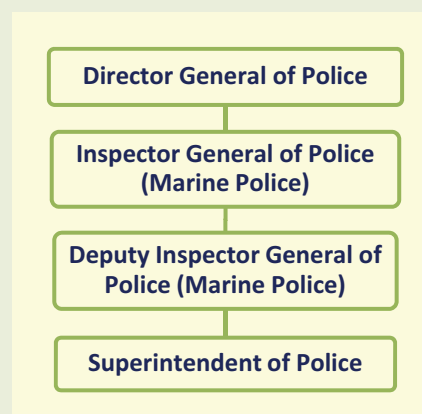 Director General of Police
Inspector General of Police
(Marine Police)
Deputy Inspector General of
Police (Marine Police)
Superintendent of Police